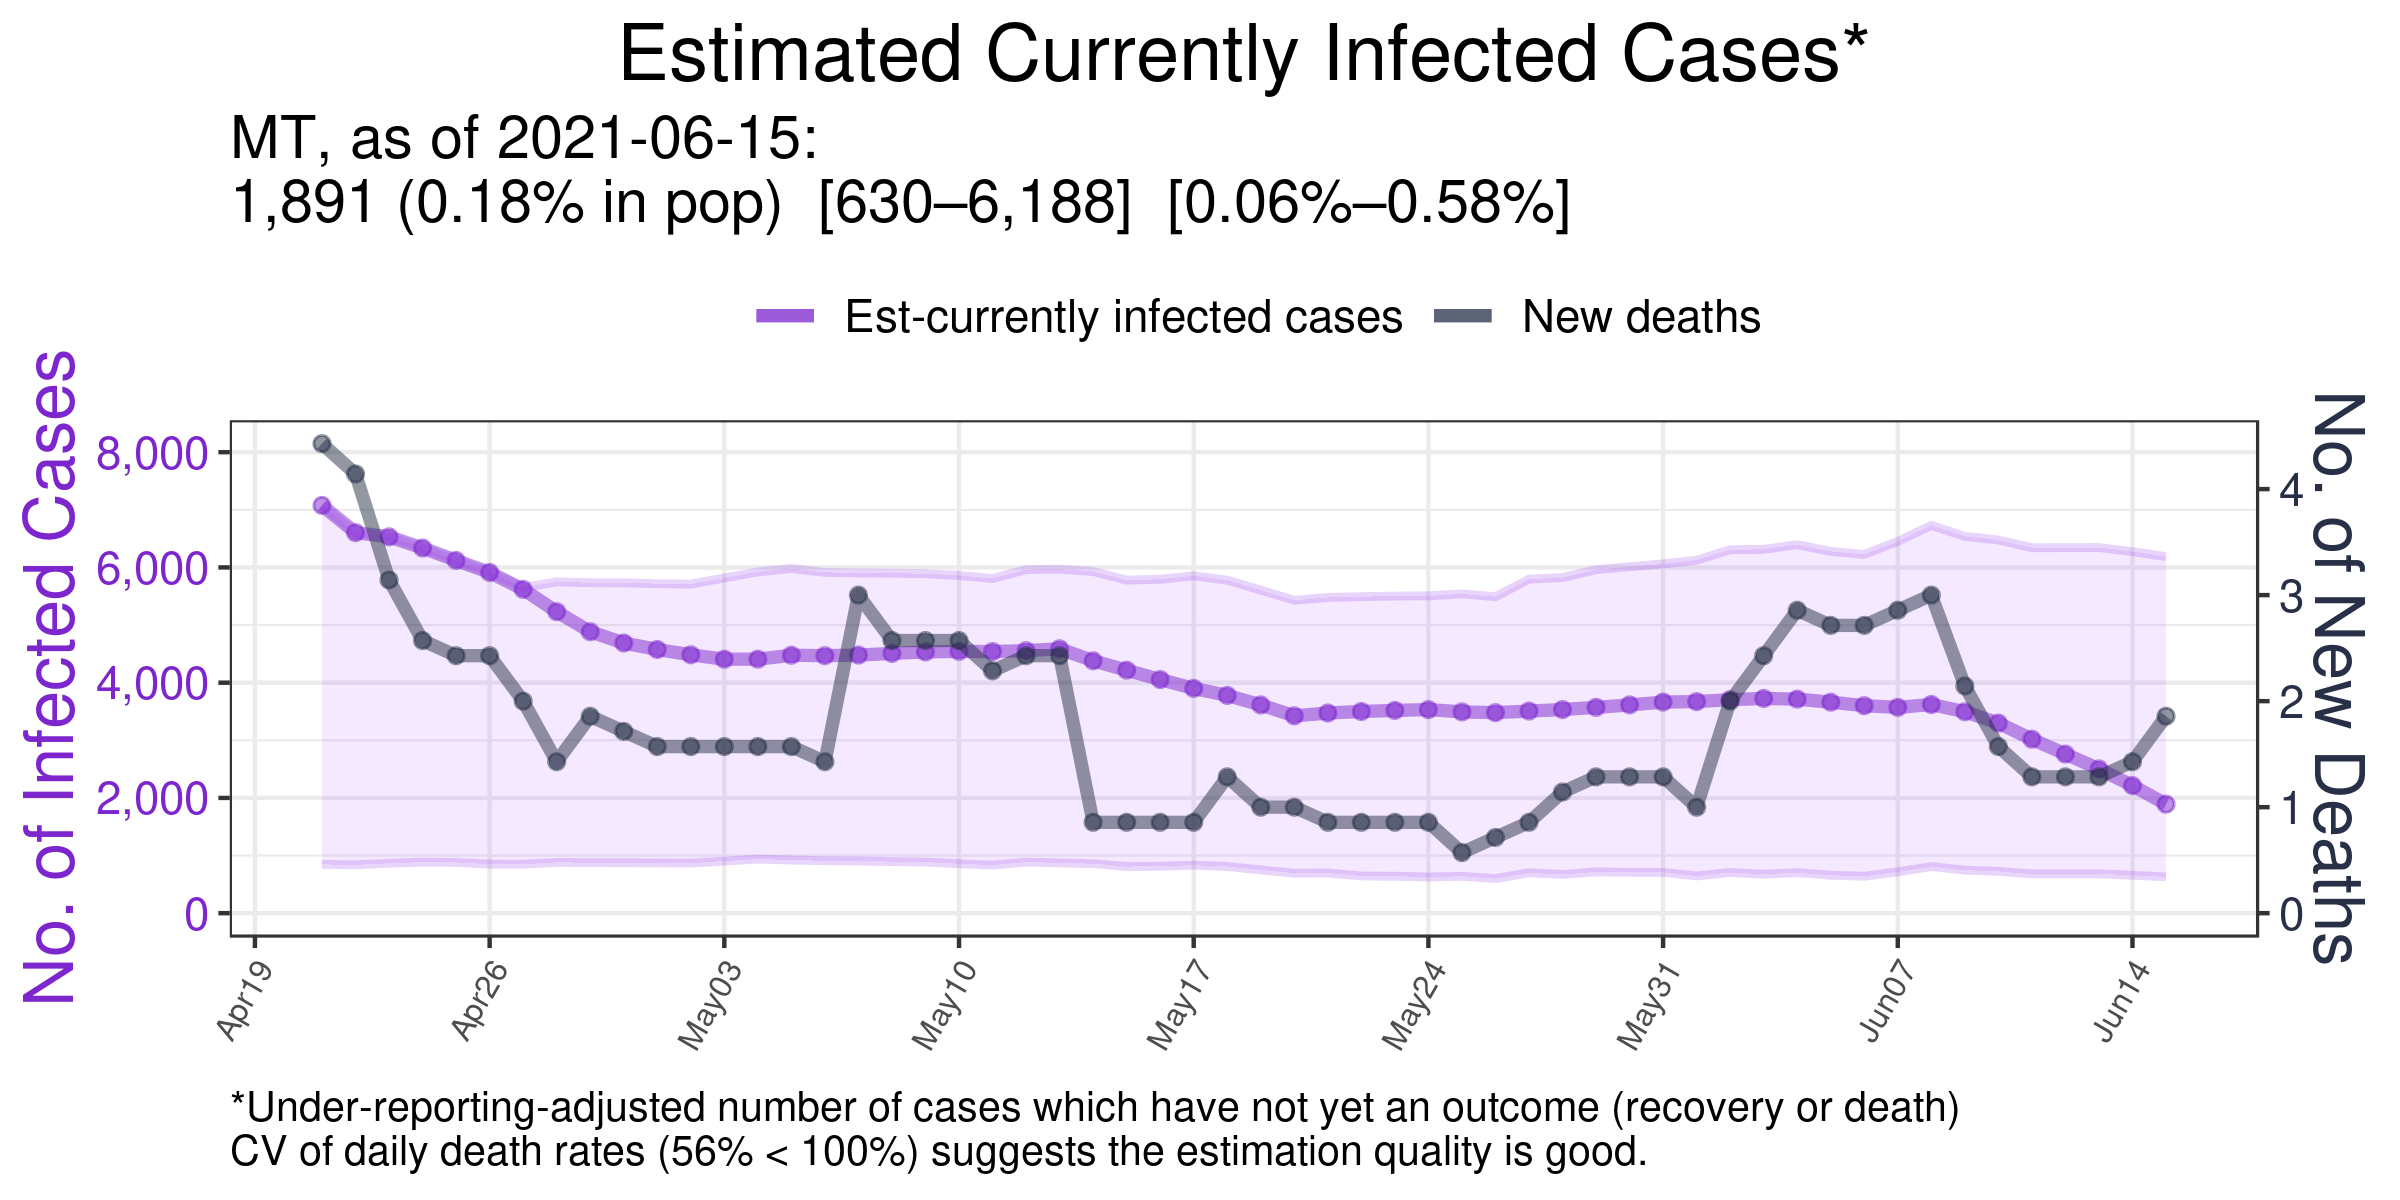 Estimated Currently Infected Cases*
MT, as of 2021-06-15:
1,891 (0.18% in pop)  [630–6,188]  [0.06%–0.58%]
Est-currently infected cases
New deaths
No. of Infected Cases
8,000
6,000
4,000
2,000
0
No. of New Deaths
4
3
2
1
0
Apr19
Apr26
May03
May10
May17
May24
May31
Jun07
Jun14
*Under-reporting-adjusted number of cases which have not yet an outcome (recovery or death)
CV of daily death rates (56% < 100%) suggests the estimation quality is good.